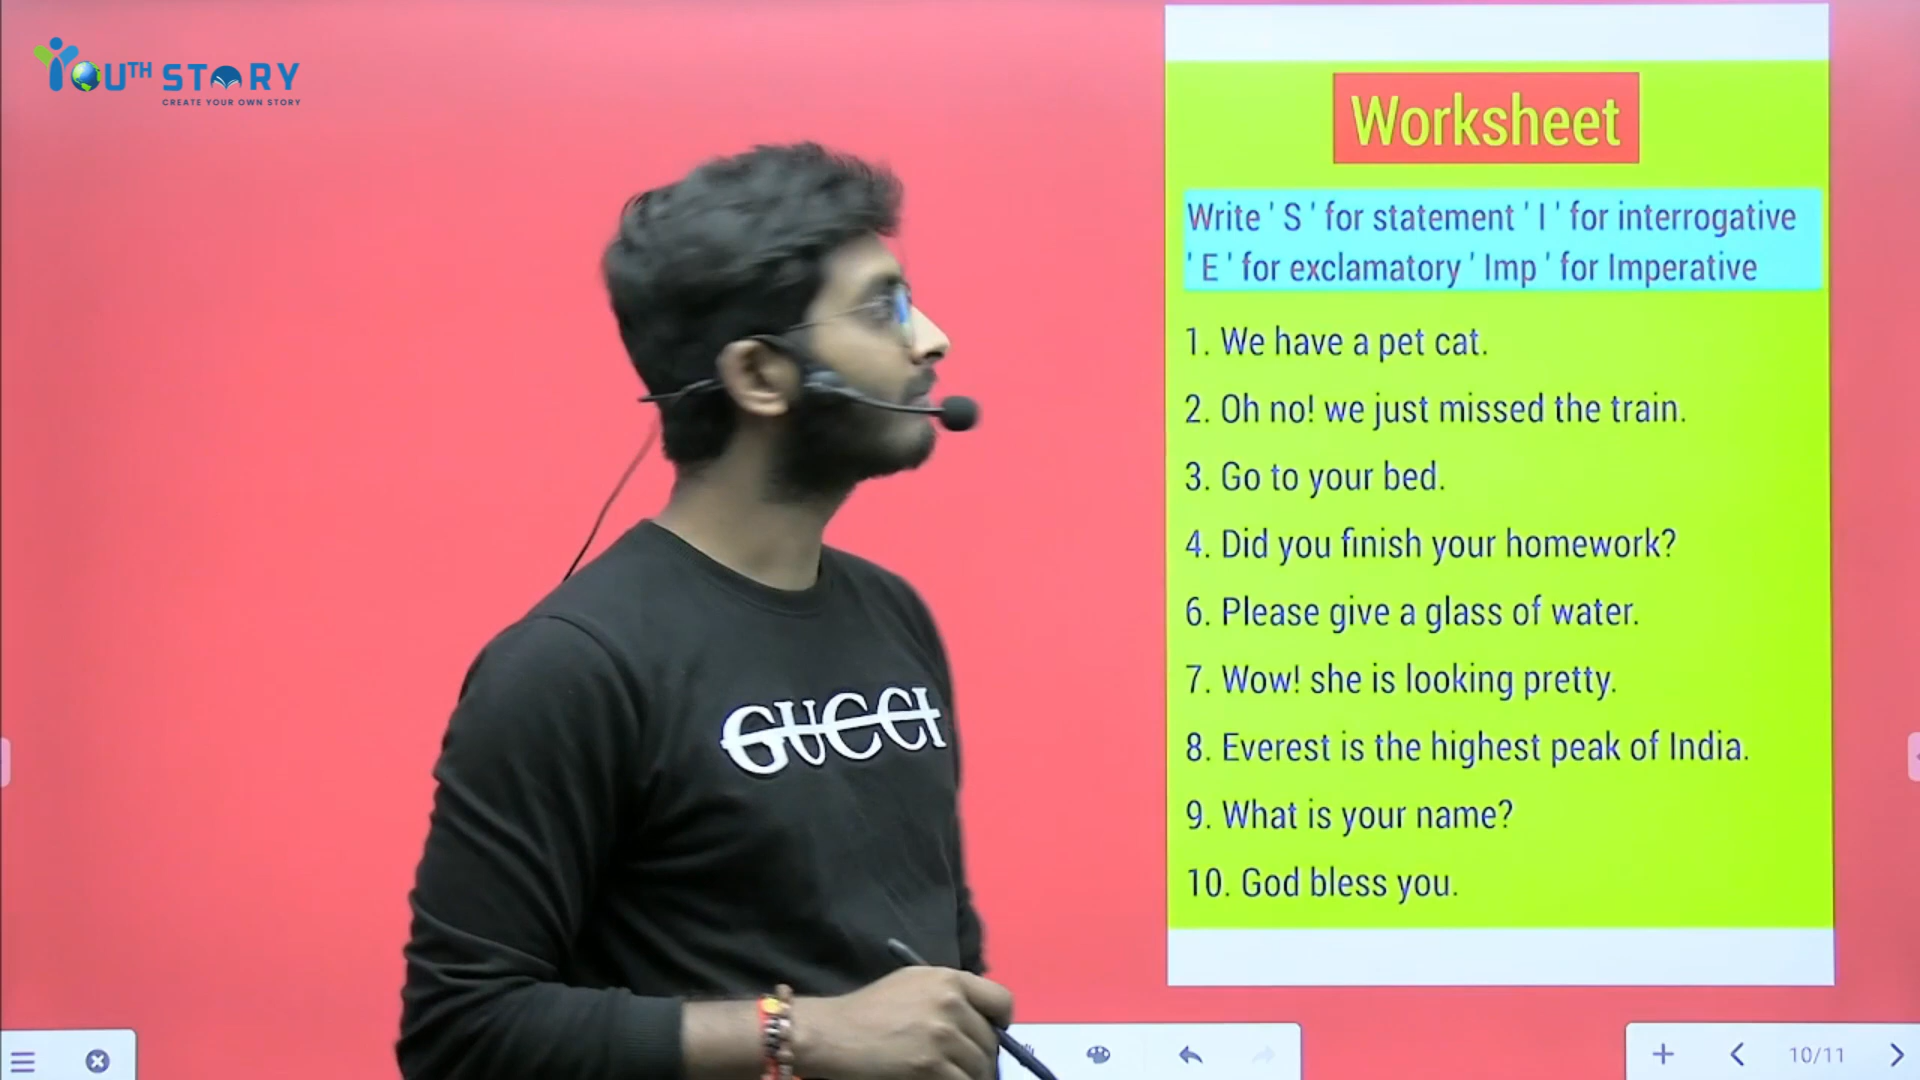 YOUTH STORY
CREATE YOUR OWN STORY
Worksheet
Write ' S ' for statement ' I ' for interrogative
' E ' for exclamatory ' Imp ' for Imperative
1. We have a pet cat.
2. Oh no! we just missed the train.
3. Go to your bed.
4. Did you finish your homework?
6. Please give a glass of water.
7. Wow! she is looking pretty.
8. Everest is the highest peak of India.
9. What is your name?
10. God bless you.
GUCCI
10/11